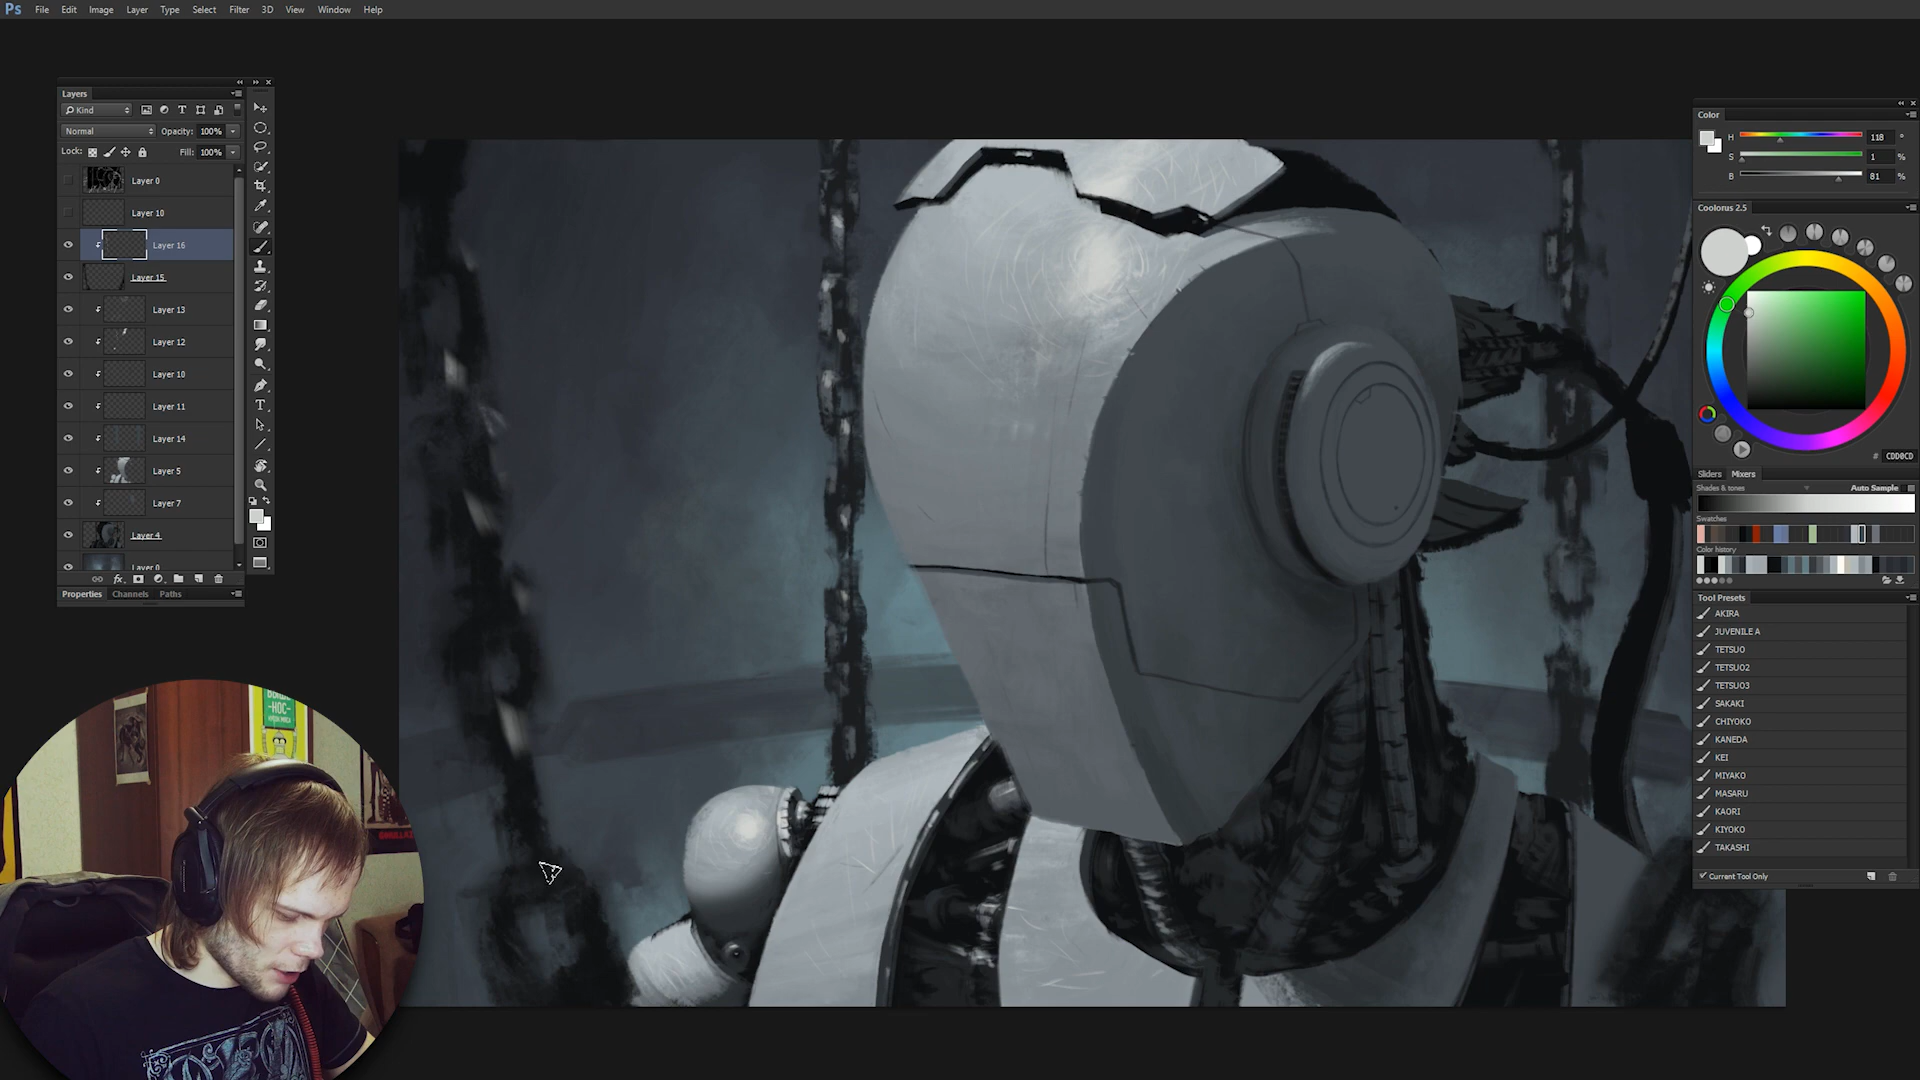 Ps File Edit Image Layer Type Select Filter 3D View Window Help
Layers
Kind
Normal Opacity: 100%
Lock: Fill: 100%
Layer 0
Layer 10
Layer 16
Layer 15
Layer 13
Layer 12
Layer 10
Layer 11
Layer 14
Layer 5
Layer 7
Layer 4
Layer 0
fx
Properties Channels Paths
Color
H 118 °
S 1 %
B 81 %
Coolorus 2.5
# CDD0CD
Sliders Mixers
Shades & tones Auto Sample
Swatches
Color history
Tool Presets
AKIRA
JUVENILE A
TETSUO
TETSUO2
TETSUO3
SAKAKI
CHIYOKO
KANEDA
KEI
MIYAKO
MASARU
KAORI
KIYOKO
TAKASHI
Current Tool Only
-НОС-